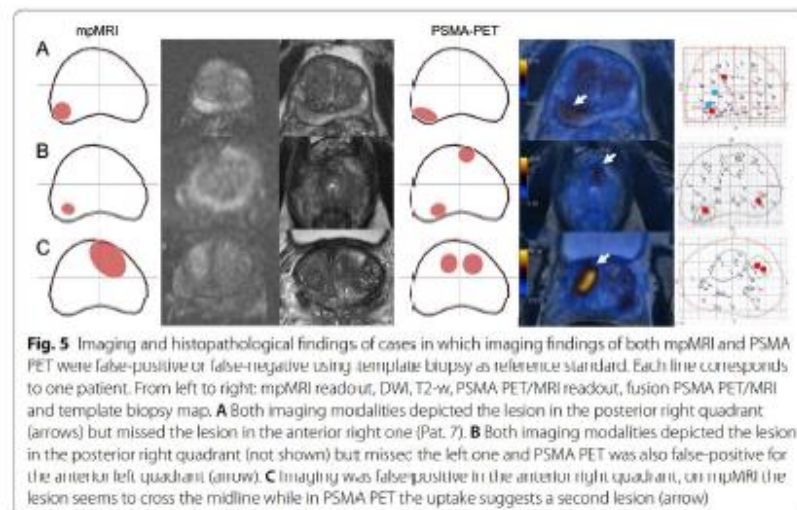 mpMRI
PSMA-PET
A
B
C
Fig. 5 Imaging and histopathological findings of cases in which imaging findings of both mpMRI and PSMA
PET were false-positive or false-negative using template biopsy as reference standard. Each line corresponds
to one patient. From left to right: mpMRI readout, DWI, T2-w, PSMA PET/MRI readout, fusion PSMA PET/MRI
and template biopsy map. A Both imaging modalities depicted the lesion in the posterior right quadrant
(arrows) but missed the lesion in the anterior right one (Pat. 7). B Both imaging modalities depicted the lesion
in the posterior right quadrant (not shown) but missed the left one and PSMA PET was also false-positive for
the anterior left quadrant (arrow). C Imaging was false-positive in the anterior right quadrant, on mpMRI the
lesion seems to cross the midline while in PSMA PET the uptake suggests a second lesion (arrow)